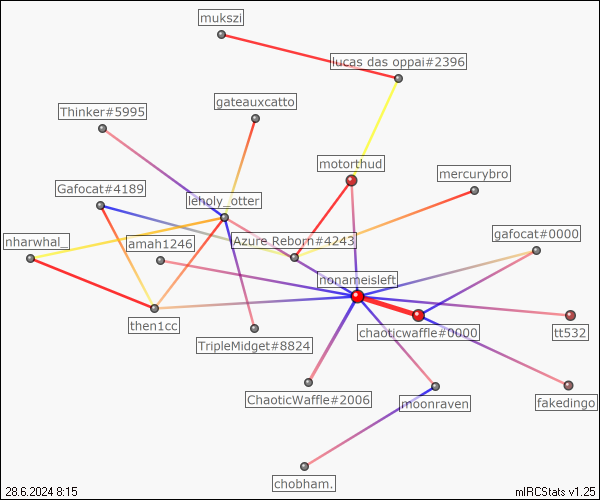 mukszi
lucas das oppai#2396
gateauxcatto
Thinker#5995
motorthud
mercurybro
Gafocat#4189
leholy_otter
gafocat#0000
nharwhal_
amah1246
Azure Reborn#4243
nonameisleft
then1cc
chaoticwaffle#0000
tt532
TripleMidget#8824
ChaoticWaffle#2006
moonraven
fakedingo
chobham.
28.6.2024 8:15
mIRCStats v1.25